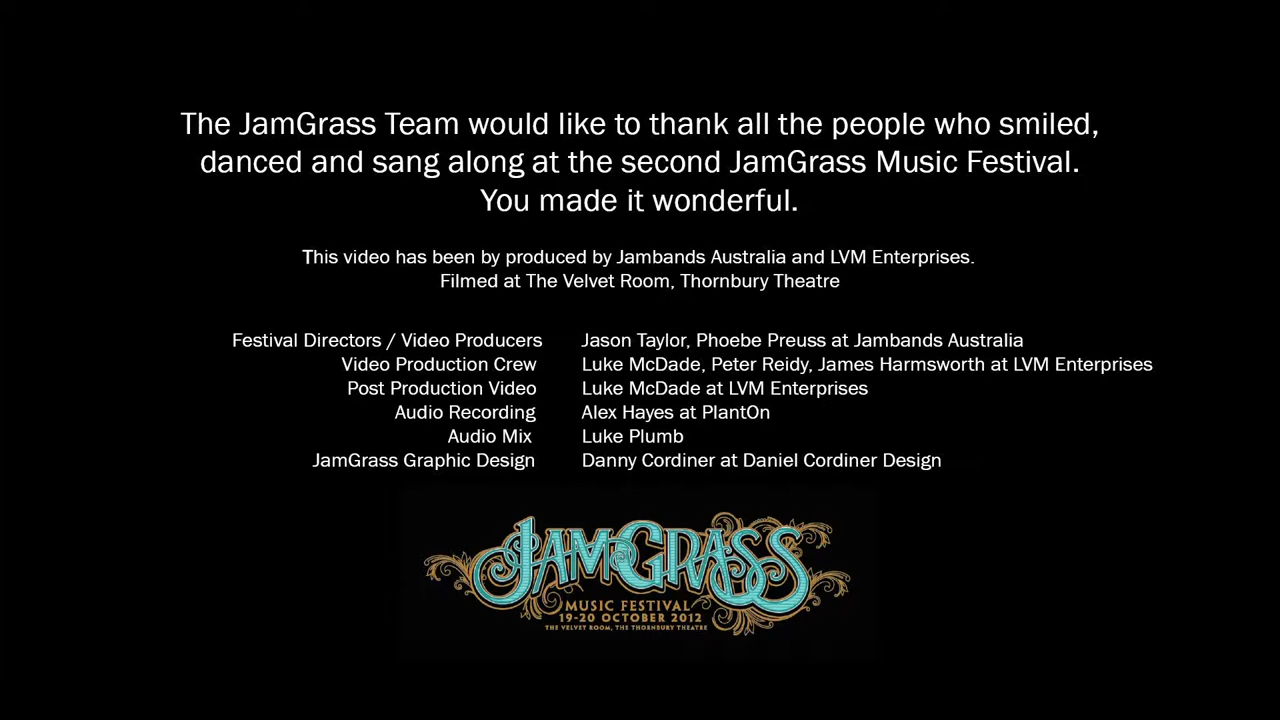 The JamGrass Team would like to thank all the people who smiled,
danced and sang along at the second JamGrass Music Festival.
You made it wonderful.
This video has been by produced by Jambands Australia and LVM Enterprises.
Filmed at The Velvet Room, Thornbury Theatre
Festival Directors / Video Producers Jason Taylor, Phoebe Preuss at Jambands Australia
Video Production Crew Luke McDade, Peter Reidy, James Harmsworth at LVM Enterprises
Post Production Video Luke McDade at LVM Enterprises
Audio Recording Alex Hayes at PlantOn
Audio Mix Luke Plumb
JamGrass Graphic Design Danny Cordiner at Daniel Cordiner Design
JAMGRASS
MUSIC FESTIVAL
19-20 OCTOBER 2012
THE VELVET ROOM, THE THORNBURY THEATRE